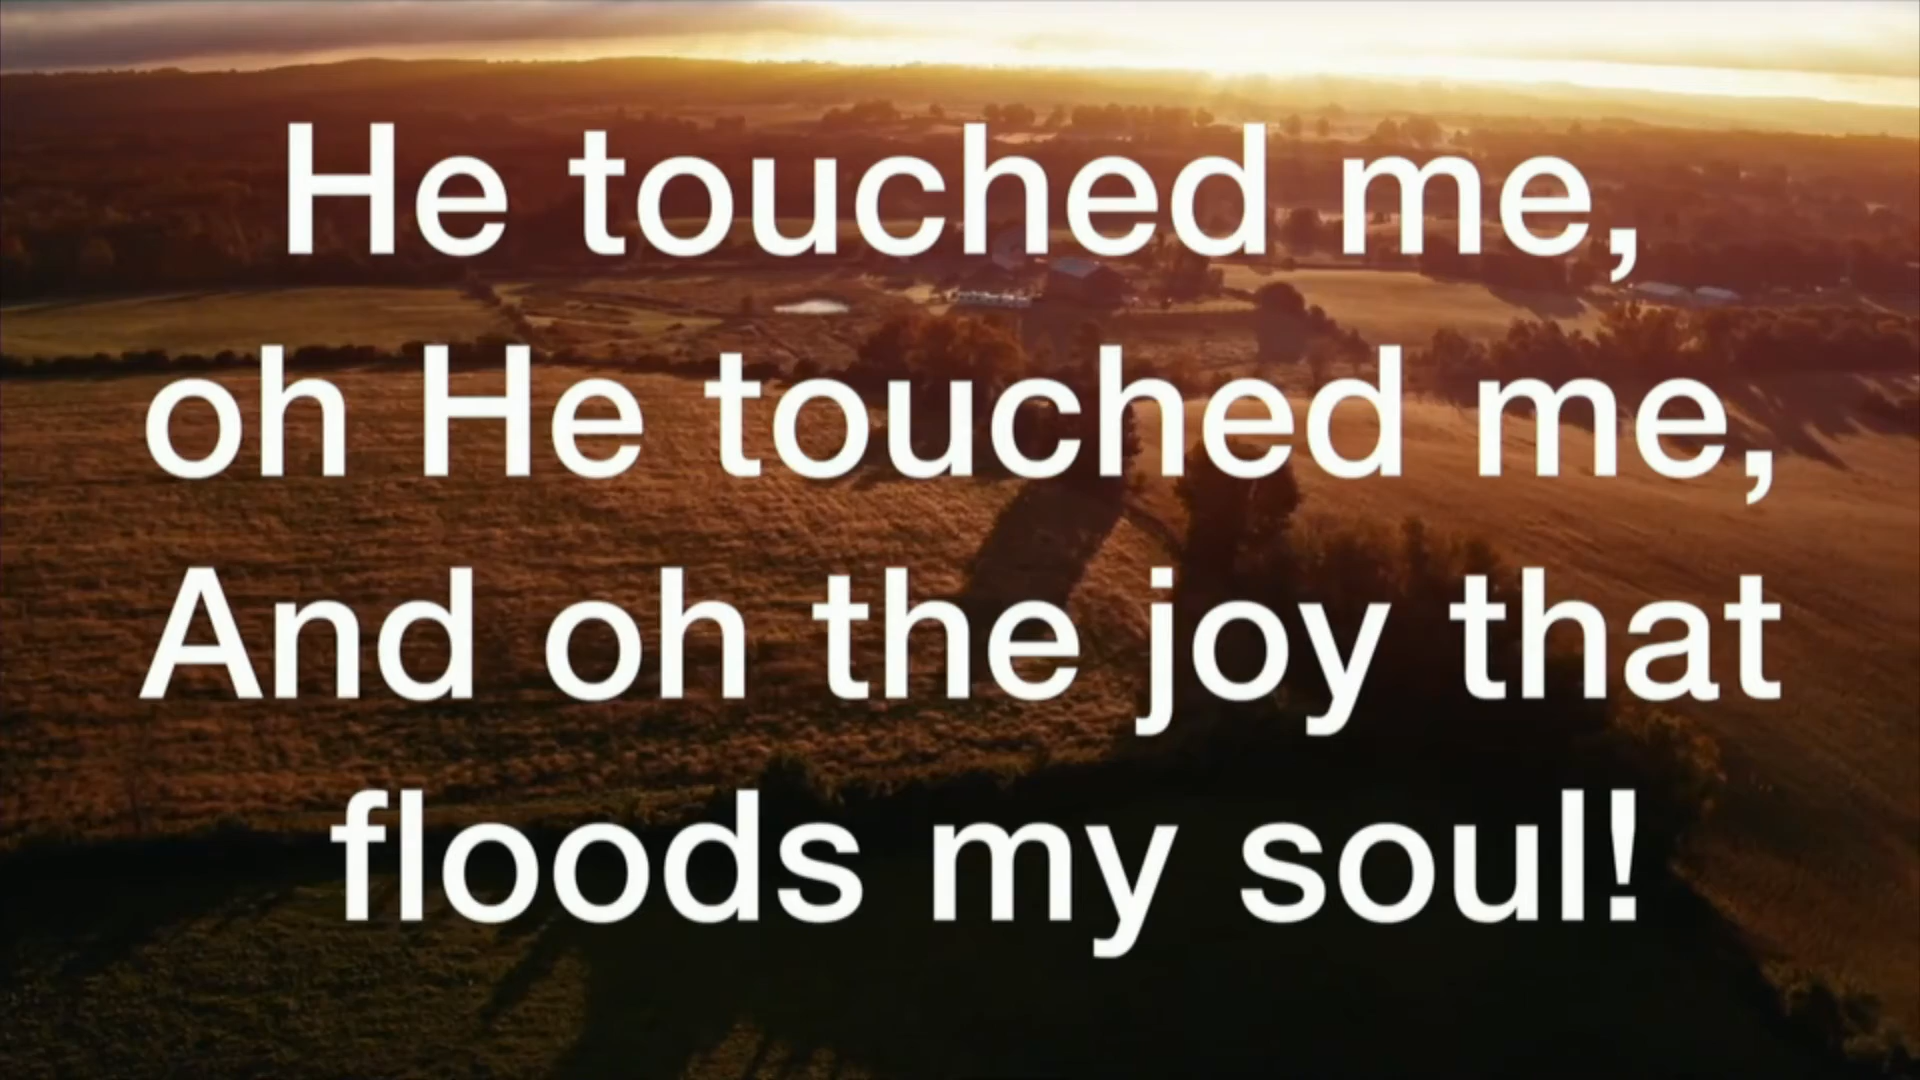 He touched me,
oh He touched me,
And oh the joy that
floods my soul!